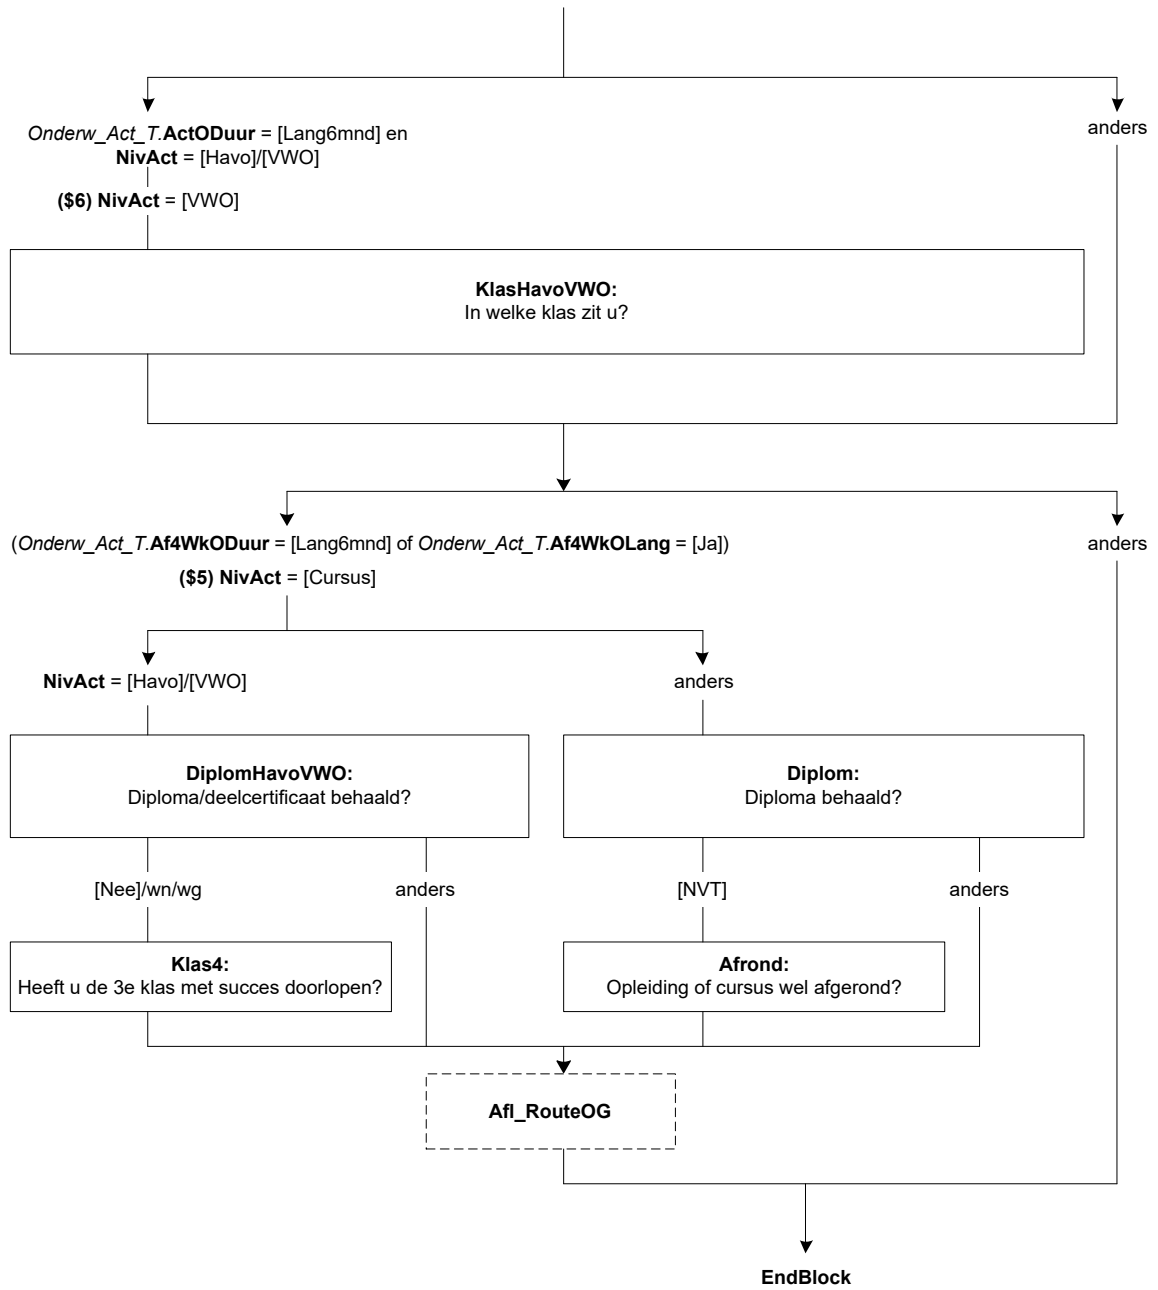 Onderw_Act_T.ActODuur = [Lang6mnd] en
NivAct = [Havo]/[VWO]
anders
($6) NivAct = [VWO]
KlasHavoVWO:
In welke klas zit u?
(Onderw_Act_T.Af4WkODuur = [Lang6mnd] of Onderw_Act_T.Af4WkOLang = [Ja])
anders
($5) NivAct = [Cursus]
NivAct = [Havo]/[VWO]
anders
DiplomHavoVWO:
Diploma/deelcertificaat behaald?
Diplom:
Diploma behaald?
[Nee]/wn/wg
anders
[NVT]
anders
Klas4:
Heeft u de 3e klas met succes doorlopen?
Afrond:
Opleiding of cursus wel afgerond?
Afl_RouteOG
EndBlock